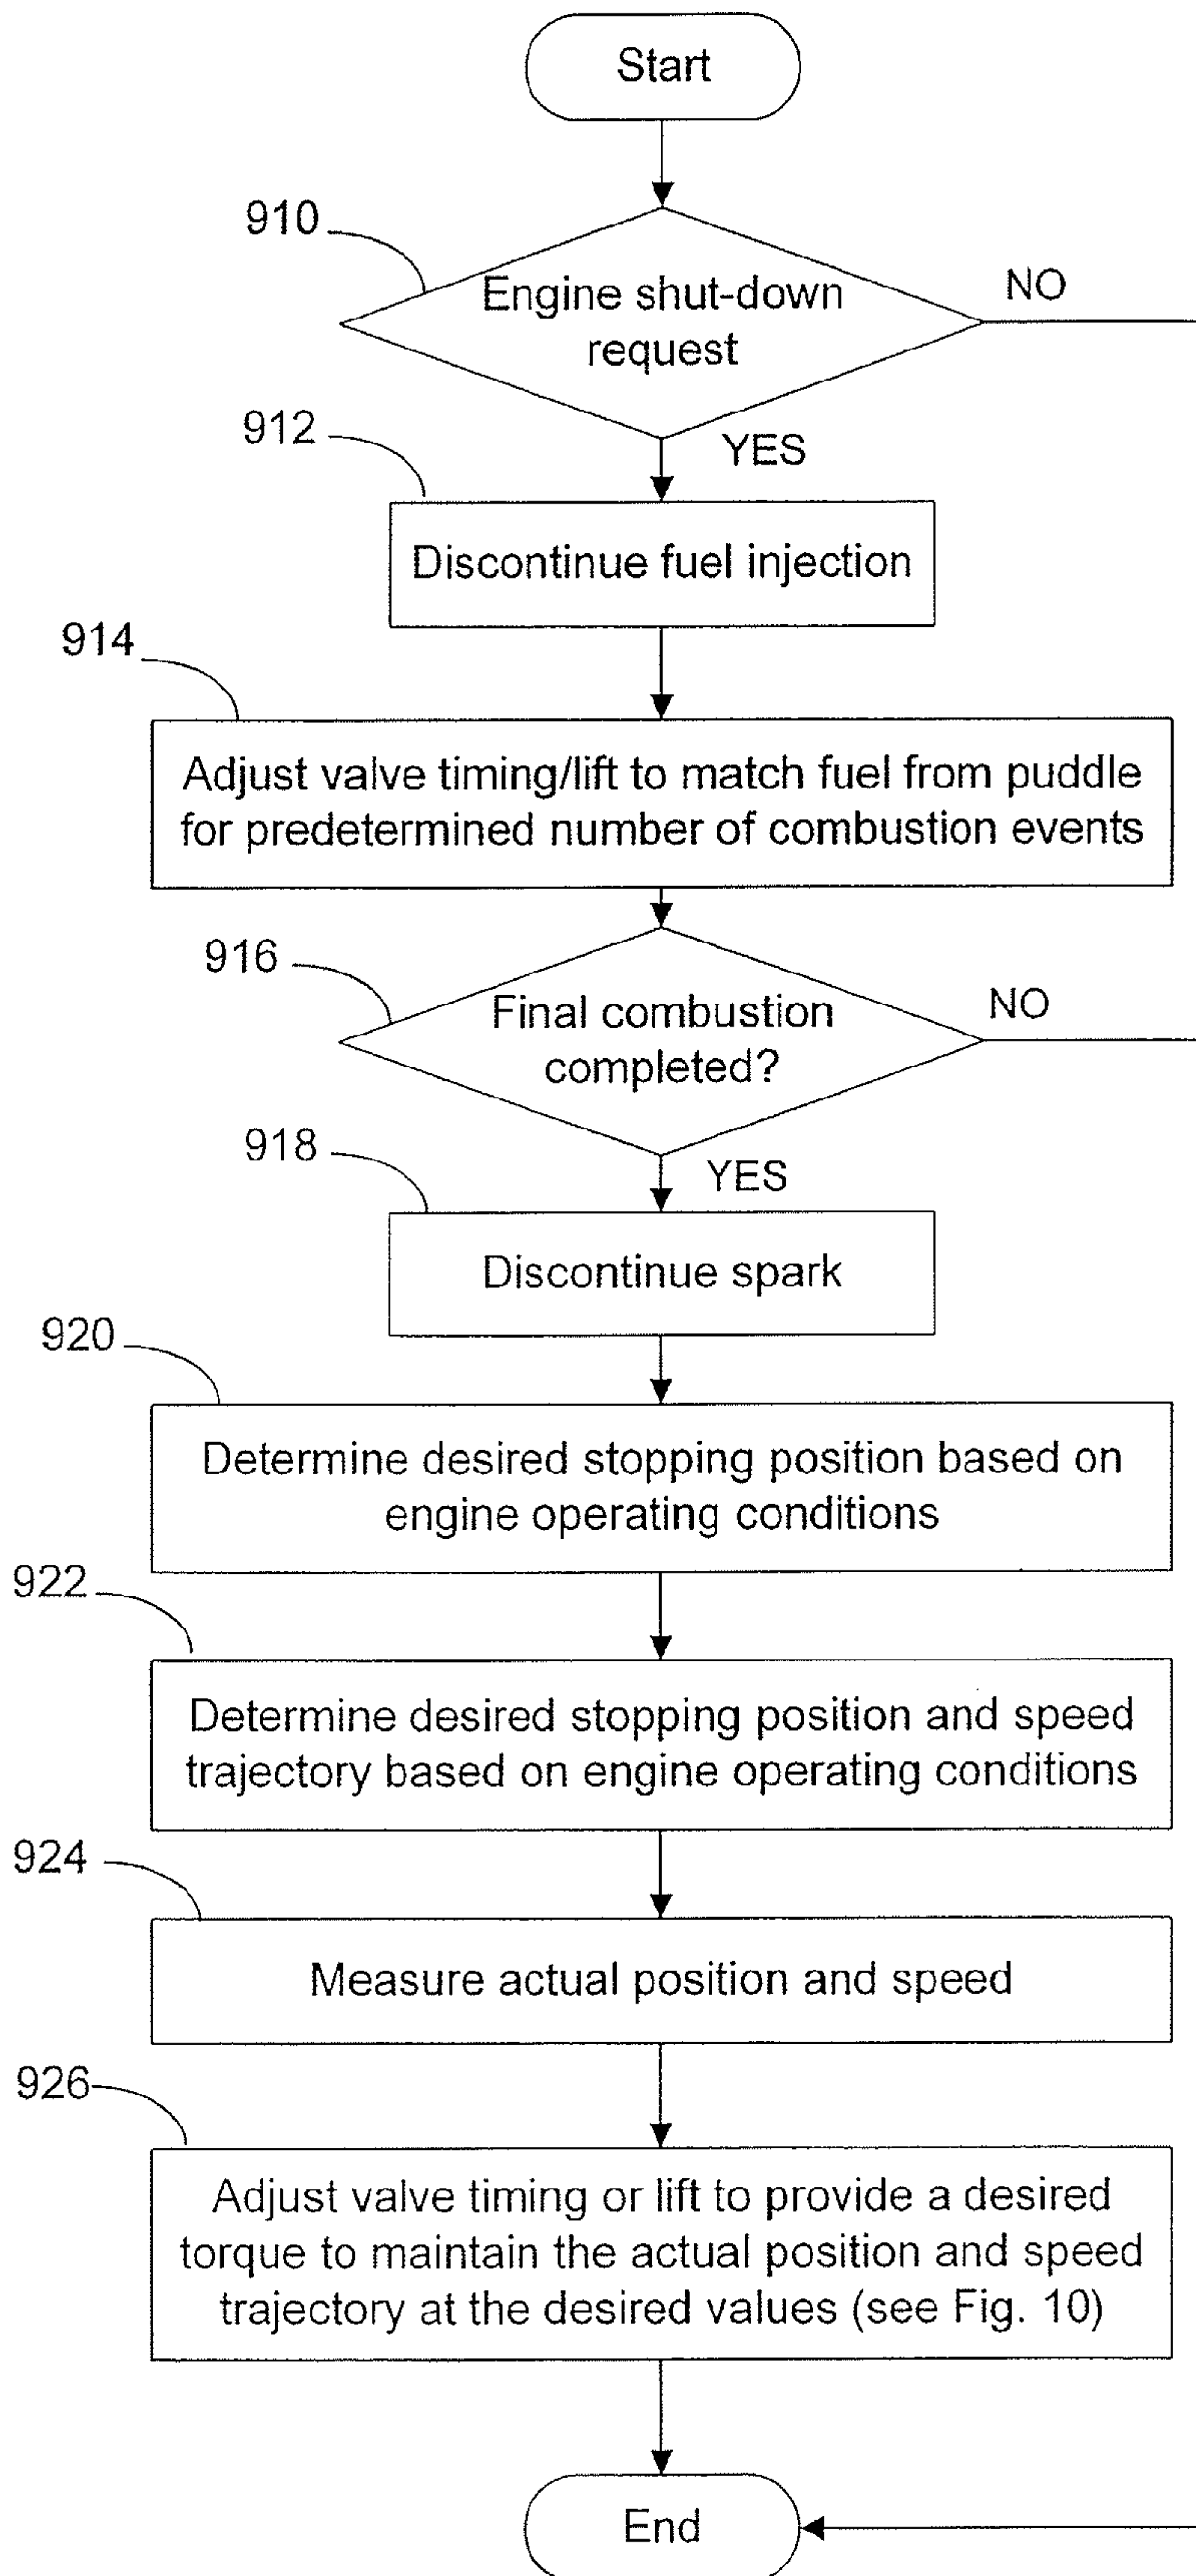 Start
910
Engine shut-down
request
NO
YES
912
Discontinue fuel injection
914
Adjust valve timing/lift to match fuel from puddle
for predetermined number of combustion events
916
Final combustion
completed?
NO
YES
918
Discontinue spark
920
Determine desired stopping position based on
engine operating conditions
922
Determine desired stopping position and speed
trajectory based on engine operating conditions
924
Measure actual position and speed
926
Adjust valve timing or lift to provide a desired
torque to maintain the actual position and speed
trajectory at the desired values (see Fig. 10)
End